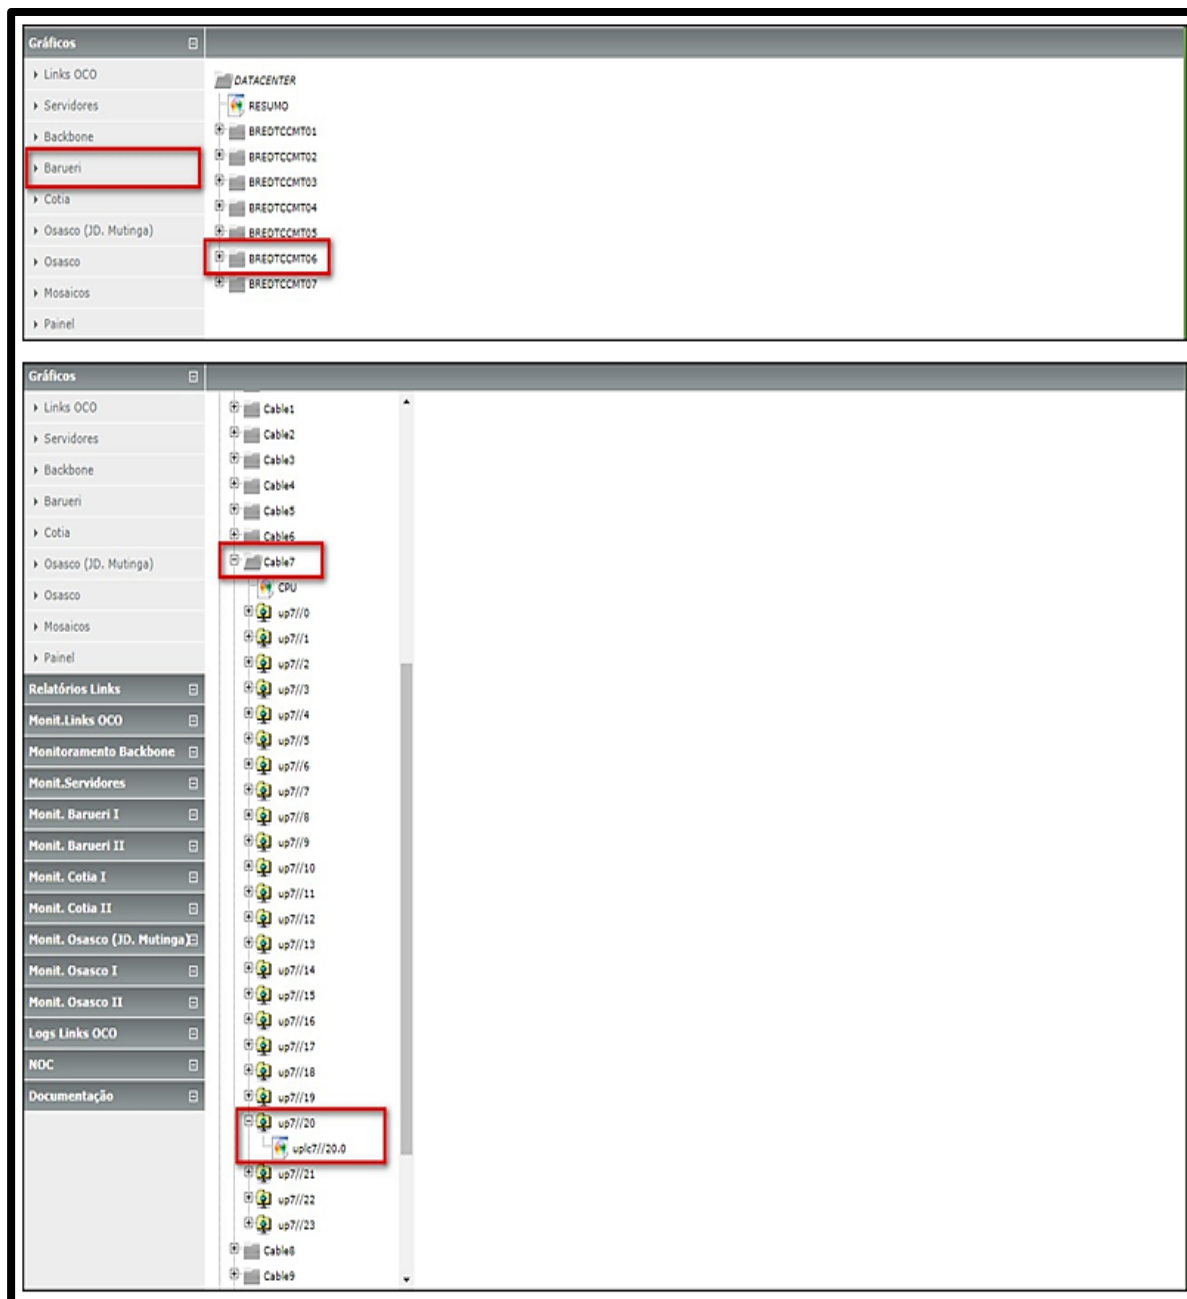 Gráficos
Links OCO
Servidores
Backbone
Barueri
Cotia
Osasco (JD. Mutinga)
Osasco
Mosaicos
Painel
DATACENTER
RESUMO
BREDTCCMT01
BREDTCCMT02
BREDTCCMT03
BREDTCCMT04
BREDTCCMT05
BREDTCCMT06
BREDTCCMT07
Gráficos
Links OCO
Servidores
Backbone
Barueri
Cotia
Osasco (JD. Mutinga)
Osasco
Mosaicos
Painel
Relatórios Links
Monit.Links OCO
Monitoramento Backbone
Monit.Servidores
Monit. Barueri I
Monit. Barueri II
Monit. Cotia I
Monit. Cotia II
Monit. Osasco (JD. Mutinga)
Monit. Osasco I
Monit. Osasco II
Logs Links OCO
NOC
Documentação
Cable1
Cable2
Cable3
Cable4
Cable5
Cable6
Cable7
CPU
up7//0
up7//1
up7//2
up7//3
up7//4
up7//5
up7//6
up7//7
up7//8
up7//9
up7//10
up7//11
up7//12
up7//13
up7//14
up7//15
up7//16
up7//17
up7//18
up7//19
up7//20
uplc7//20.0
up7//21
up7//22
up7//23
Cable8
Cable9